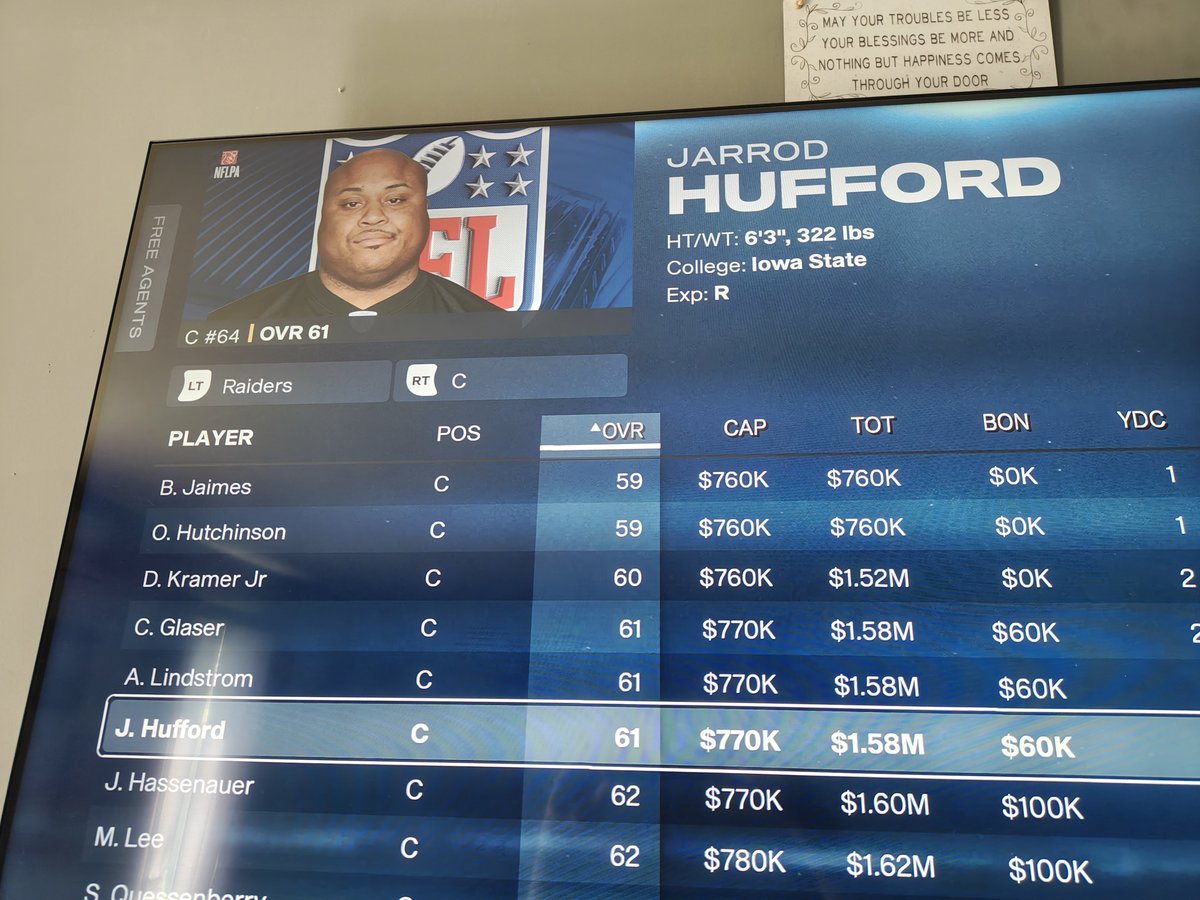 MAY YOUR TROUBLES BE LESS
YOUR BLESSINGS BE MORE AND
NOTHING BUT HAPPINESS COMES
THROUGH YOUR DOOR
NFLPA
FREE AGENTS
JARROD
HUFFORD
HT/WT: 6'3", 322 lbs
College: Iowa State
Exp: R
C #64 | OVR 61
LT Raiders RT C
PLAYER POS OVR CAP TOT BON YDC
B. Jaimes C 59 $760K $760K $0K 1
O. Hutchinson C 59 $760K $760K $0K 1
D. Kramer Jr C 60 $760K $1.52M $0K 2
C. Glaser C 61 $770K $1.58M $60K 2
A. Lindstrom C 61 $770K $1.58M $60K
J. Hufford C 61 $770K $1.58M $60K
J. Hassenauer C 62 $770K $1.60M $100K
M. Lee C 62 $780K $1.62M $100K
S. Quessenberry